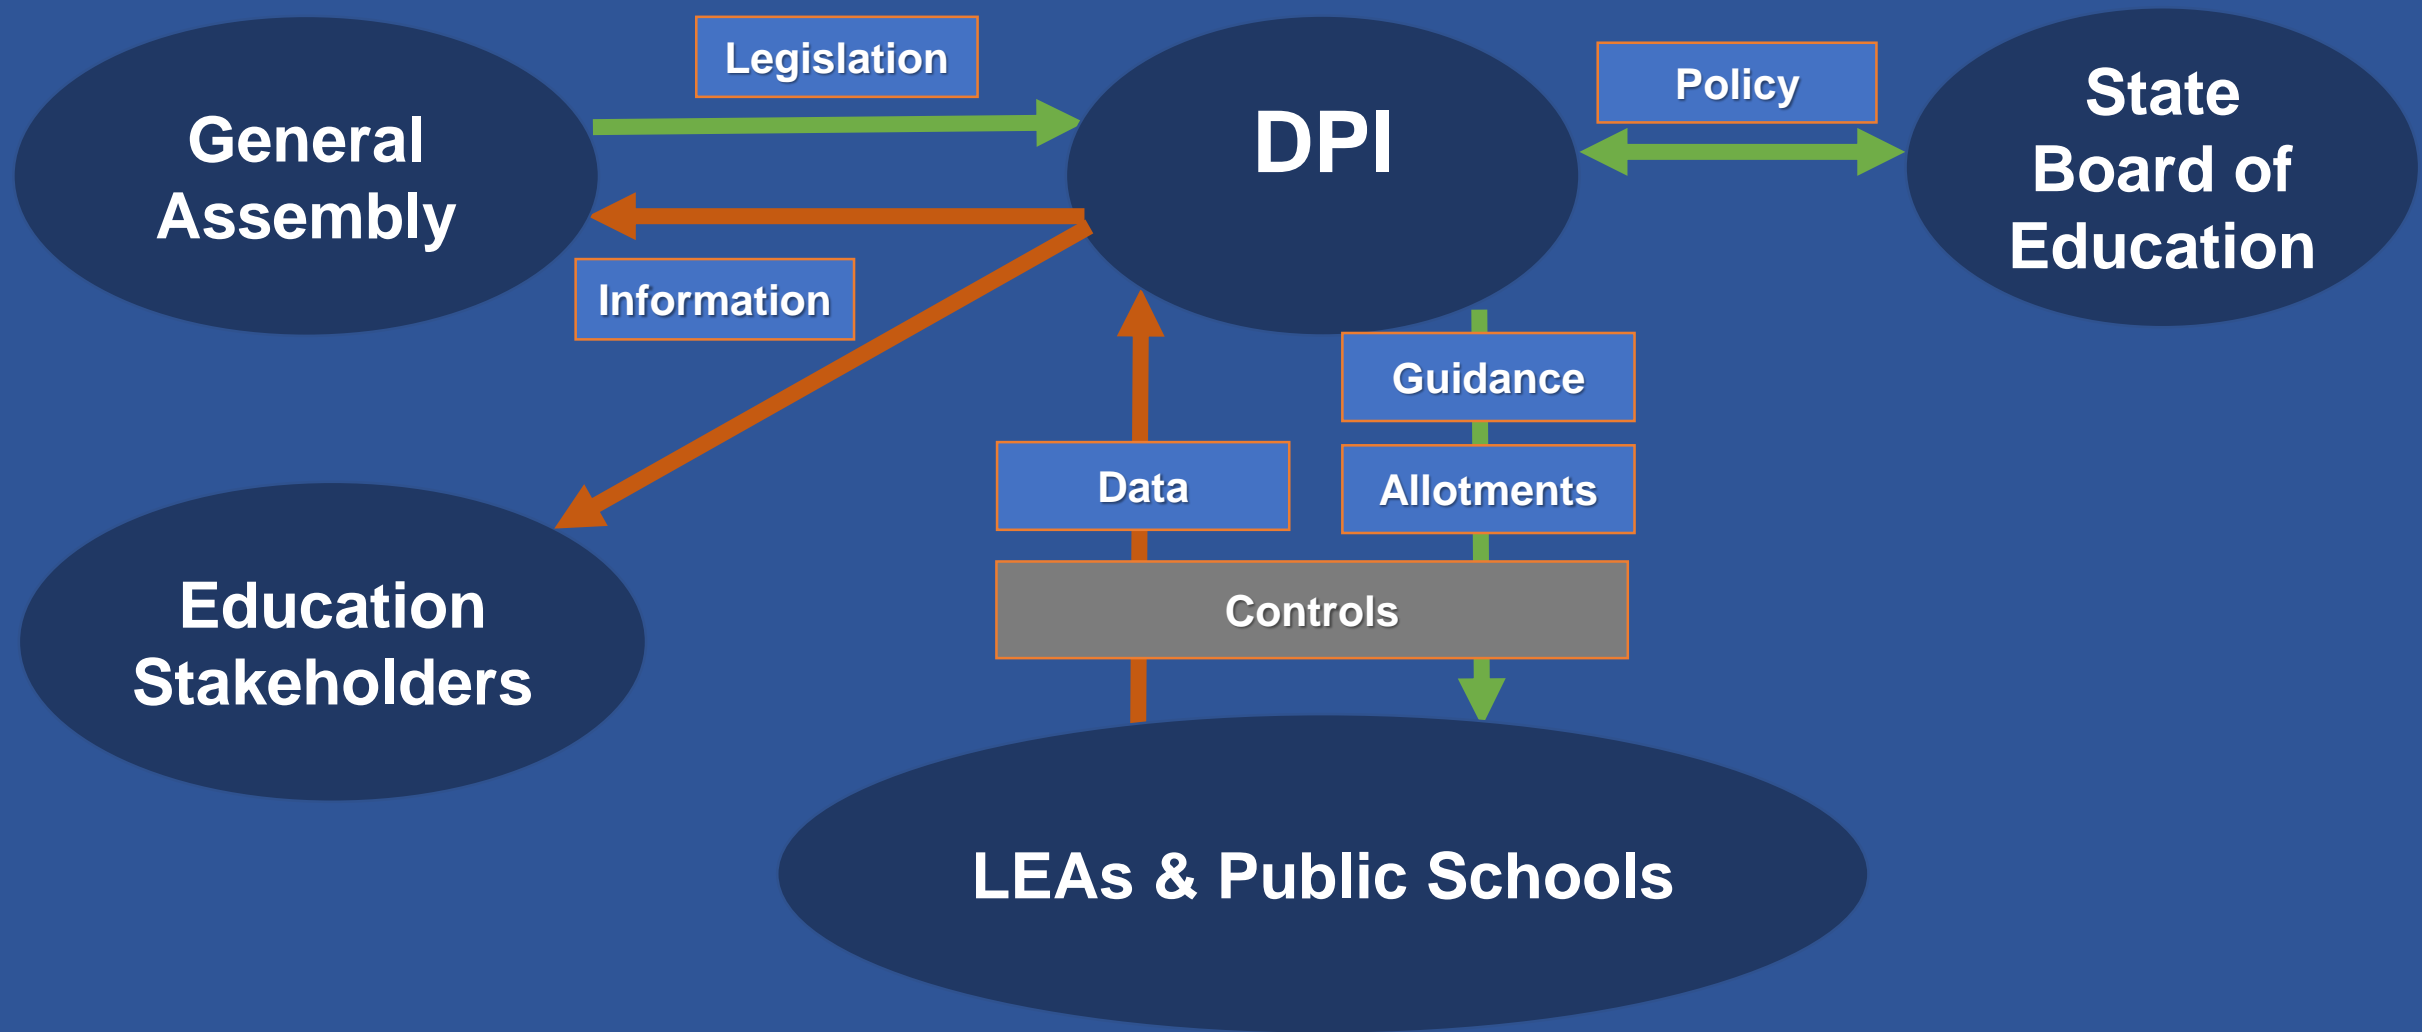 Legislation
General
Assembly
DPI
Policy
State
Board of
Education
Information
Guidance
Data
Allotments
Controls
Education
Stakeholders
LEAs & Public Schools